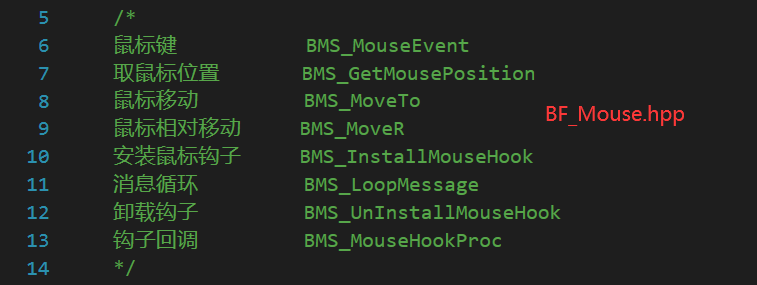 5 /*
6 鼠标键 BMS_MouseEvent
7 取鼠标位置 BMS_GetMousePosition
8 鼠标移动 BMS_MoveTo
9 鼠标相对移动 BMS_MoveR
BF_Mouse.hpp
10 安装鼠标钩子 BMS_InstallMouseHook
11 消息循环 BMS_LoopMessage
12 卸载钩子 BMS_UnInstallMouseHook
13 钩子回调 BMS_MouseHookProc
14 */